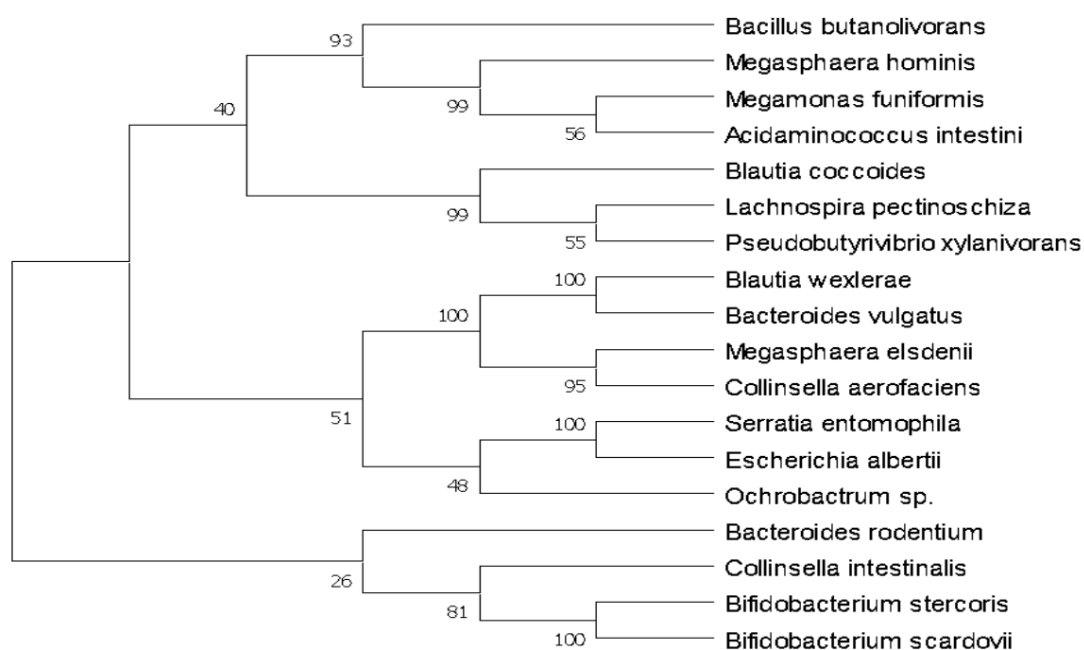 Bacillus butanolivorans
93
Megasphaera hominis
99
Megamonas funiformis
40
56
Acidaminococcus intestini
Blautia coccoides
99
Lachnospira pectinoschiza
55
Pseudobutyrivibrio xylanivorans
100
Blautia wexlerae
100
Bacteroides vulgatus
Megasphaera elsdenii
95
Collinsella aerofaciens
51
100
Serratia entomophila
Escherichia albertii
48
Ochrobactrum sp.
Bacteroides rodentium
26
Collinsella intestinalis
81
Bifidobacterium stercoris
100
Bifidobacterium scardovii